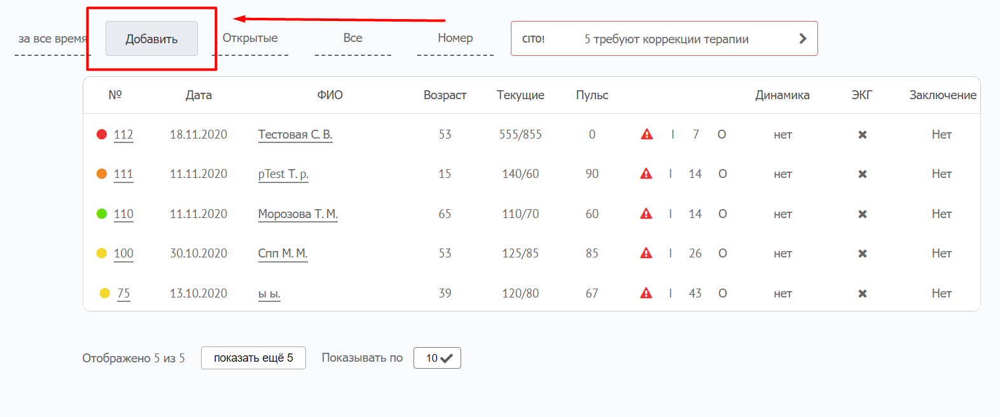 за все время Добавить Открытые Все Номер CITO! 5 требуют коррекции терапии
№ Дата ФИО Возраст Текущие Пульс Динамика ЭКГ Заключение
112 18.11.2020 Тестовая С. В. 53 555/855 0 I 7 О нет Нет
111 11.11.2020 pTest Т. р. 15 140/60 90 I 14 О нет Нет
110 11.11.2020 Морозова Т. М. 65 110/70 60 I 14 О нет Нет
100 30.10.2020 Спп М. М. 53 125/85 85 I 26 О нет Нет
75 13.10.2020 ы ы. 39 120/80 67 I 43 О нет Нет
Отображено 5 из 5 показать ещё 5 Показывать по 10